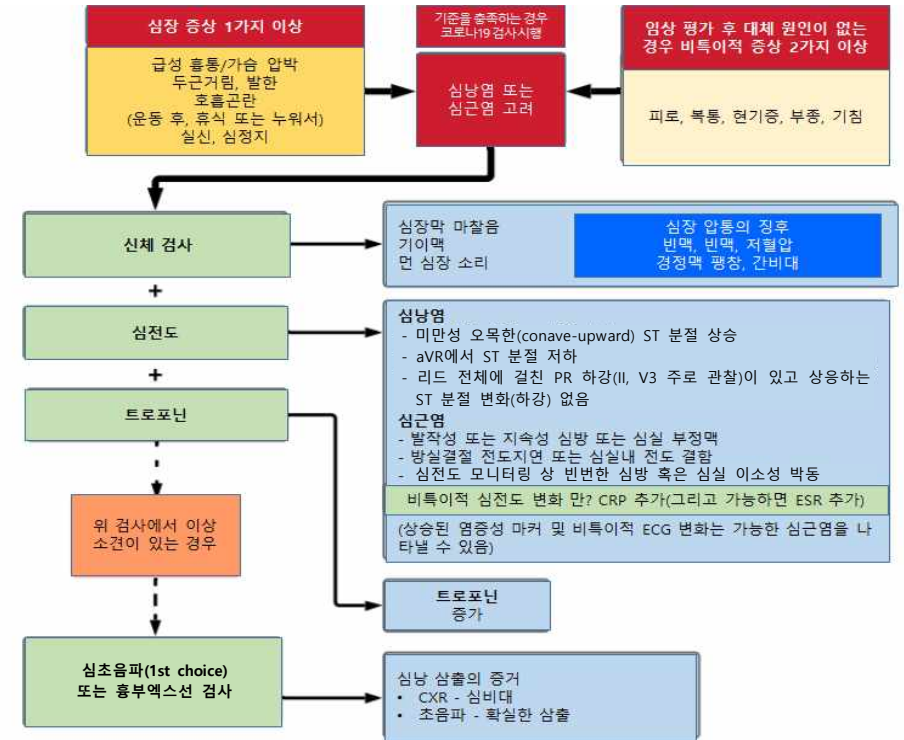 심장 증상 1가지 이상
급성 흉통/가슴 압박
두근거림, 발한
호흡곤란
(운동 후, 휴식 또는 누워서)
실신, 심정지
기준을 충족하는 경우
코로나19 검사시행
심낭염 또는
심근염 고려
임상 평가 후 대체 원인이 없는
경우 비특이적 증상 2가지 이상
피로, 복통, 현기증, 부종, 기침
신체 검사
심장막 마찰음
기이맥
먼 심장 소리
심장 압통의 징후
빈맥, 빈맥, 저혈압
경정맥 팽창, 간비대
+
심전도
심낭염
- 미만성 오목한(conave-upward) ST 분절 상승
- aVR에서 ST 분절 저하
- 리드 전체에 걸친 PR 하강(II, V3 주로 관찰)이 있고 상응하는
ST 분절 변화(하강) 없음
심근염
- 발작성 또는 지속성 심방 또는 심실 부정맥
- 방실결절 전도지연 또는 심실내 전도 결함
- 심전도 모니터링 상 빈번한 심방 혹은 심실 이소성 박동
비특이적 심전도 변화 만? CRP 추가(그리고 가능하면 ESR 추가)
(상승된 염증성 마커 및 비특이적 ECG 변화는 가능한 심근염을 나
타낼 수 있음)
+
트로포닌
위 검사에서 이상
소견이 있는 경우
트로포닌
증가
심초음파(1st choice)
또는 흉부엑스선 검사
심낭 삼출의 증거
• CXR - 심비대
• 초음파 - 확실한 삼출